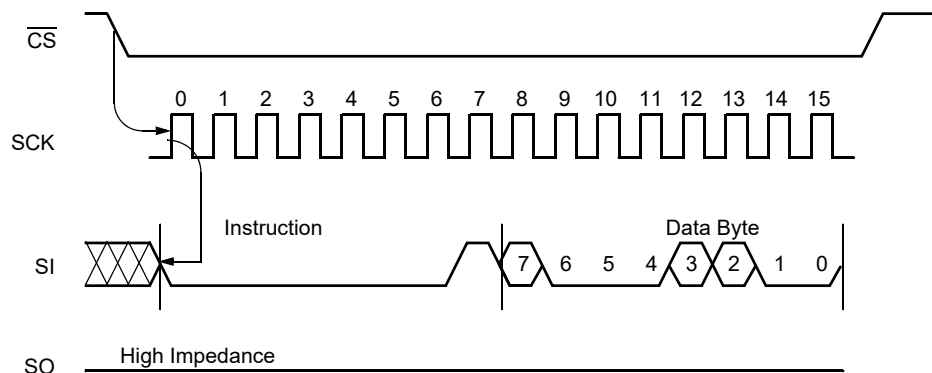 CS
0 1 2 3 4 5 6 7 8 9 10 11 12 13 14 15
SCK
Instruction
Data Byte
SI
7 6 5 4 3 2 1 0
High Impedance
SO